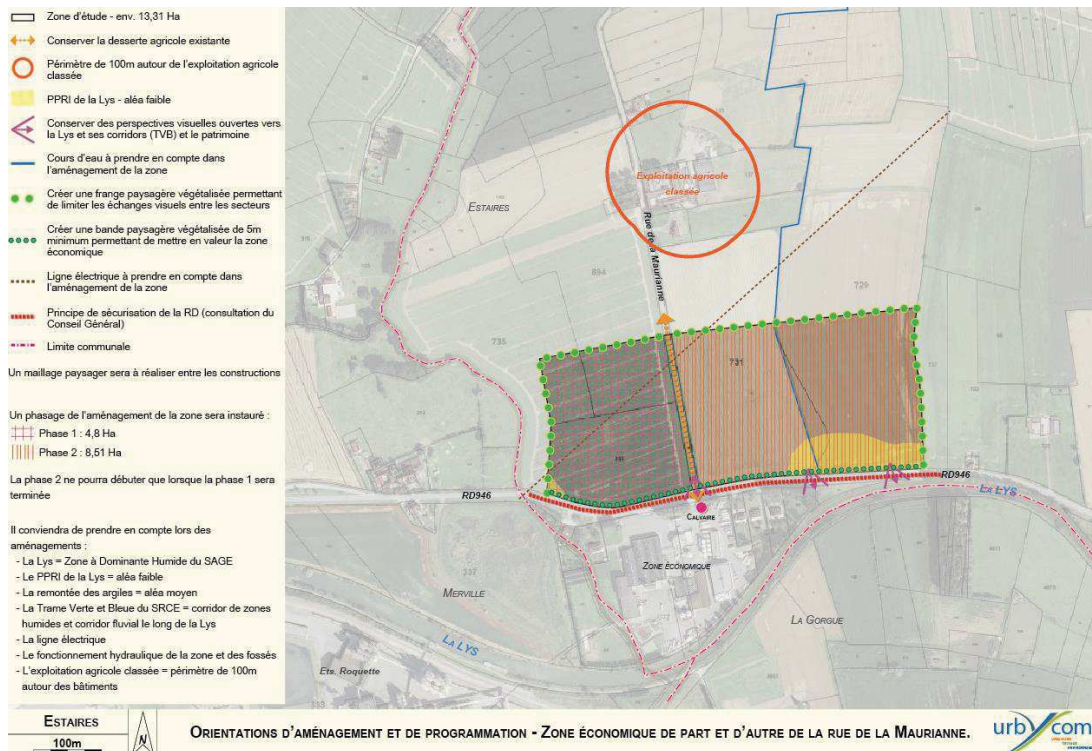 Zone d'étude - env. 13,31 Ha
Conserver la desserte agricole existante
Périmètre de 100m autour de l'exploitation agricole
classée
PPRI de la Lys - aléa faible
Conserver des perspectives visuelles ouvertes vers
la Lys et ses corridors (TVB) et le patrimoine
Cours d'eau à prendre en compte dans
l'aménagement de la zone
Créer une frange paysagère végétalisée permettant
de limiter les échanges visuels entre les secteurs
Créer une bande paysagère végétalisée de 5m
minimum permettant de mettre en valeur la zone
économique
Ligne électrique à prendre en compte dans
l'aménagement de la zone
Principe de sécurisation de la RD (consultation du
Conseil Général)
Limite communale
Un maillage paysager sera à réaliser entre les constructions
Un phasage de l'aménagement de la zone sera instauré :
Phase 1 : 4,8 Ha
Phase 2 : 8,51 Ha
La phase 2 ne pourra débuter que lorsque la phase 1 sera
terminée
Il conviendra de prendre en compte lors des
aménagements :
- La Lys = Zone à Dominante Humide du SAGE
- Le PPRI de la Lys = aléa faible
- La remontée des argiles = aléa moyen
- La Trame Verte et Bleue du SRCE = corridor de zones
humides et corridor fluvial le long de la Lys
- La ligne électrique
- Le fonctionnement hydraulique de la zone et des fossés
- L'exploitation agricole classée = périmètre de 100m
autour des bâtiments
Exploitation agricole
classée
ESTAIRES
Rue de la Maurianne
894
729
735
731
RD946
RD946
LA LYS
CALVAIRE
ZONE ÉCONOMIQUE
337
MERVILLE
LA GORGUE
LA LYS
Ets. Roquette
ESTAIRES
100m
N
ORIENTATIONS D'AMÉNAGEMENT ET DE PROGRAMMATION - ZONE ÉCONOMIQUE DE PART ET D'AUTRE DE LA RUE DE LA MAURIANNE.
urbycom